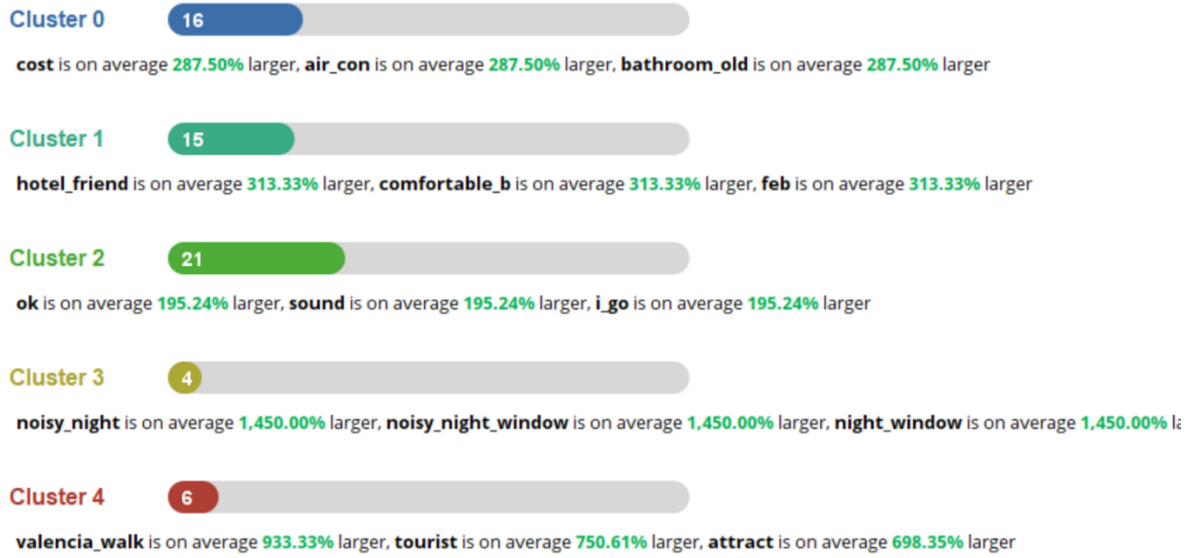 Cluster 0 16
cost is on average 287.50% larger, air_con is on average 287.50% larger, bathroom_old is on average 287.50% larger
Cluster 1 15
hotel_friend is on average 313.33% larger, comfortable_b is on average 313.33% larger, feb is on average 313.33% larger
Cluster 2 21
ok is on average 195.24% larger, sound is on average 195.24% larger, i_go is on average 195.24% larger
Cluster 3 4
noisy_night is on average 1,450.00% larger, noisy_night_window is on average 1,450.00% larger, night_window is on average 1,450.00% la
Cluster 4 6
valencia_walk is on average 933.33% larger, tourist is on average 750.61% larger, attract is on average 698.35% larger